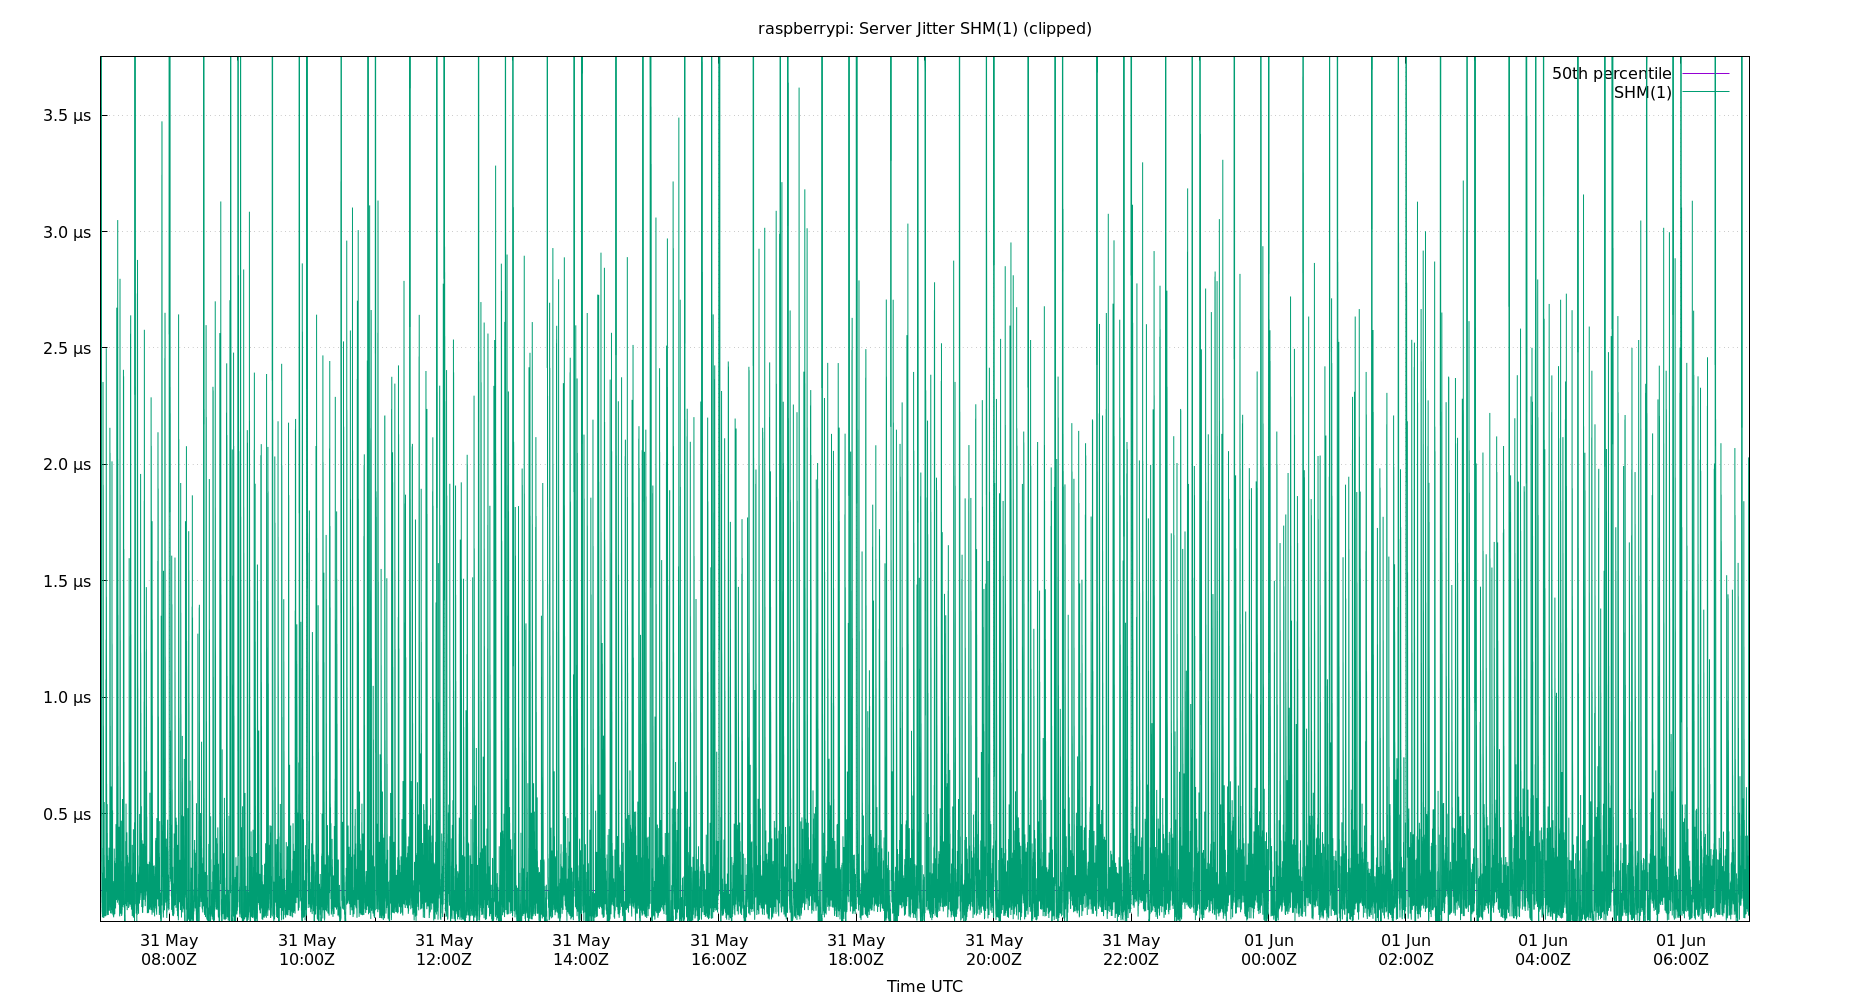 raspberrypi: Server Jitter SHM(1) (clipped)
50th percentile
SHM(1)
3.5 µs
3.0 µs
2.5 µs
2.0 µs
1.5 µs
1.0 µs
0.5 µs
31 May 31 May 31 May 31 May 31 May 31 May 31 May 31 May 01 Jun 01 Jun 01 Jun 01 Jun
08:00Z 10:00Z 12:00Z 14:00Z 16:00Z 18:00Z 20:00Z 22:00Z 00:00Z 02:00Z 04:00Z 06:00Z
Time UTC